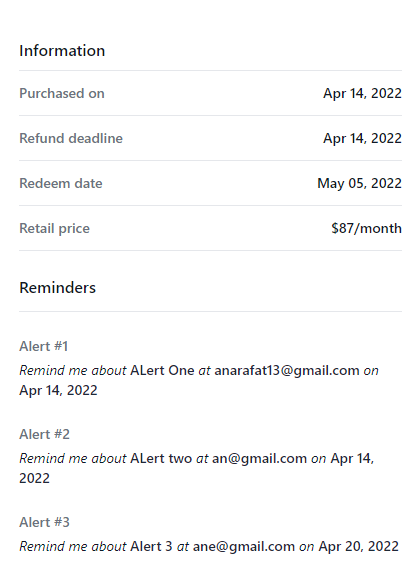 Information
Purchased on Apr 14, 2022
Refund deadline Apr 14, 2022
Redeem date May 05, 2022
Retail price $87/month
Reminders
Alert #1
Remind me about ALert One at anarafat13@gmail.com on
Apr 14, 2022
Alert #2
Remind me about ALert two at an@gmail.com on Apr 14,
2022
Alert #3
Remind me about Alert 3 at ane@gmail.com on Apr 20, 2022